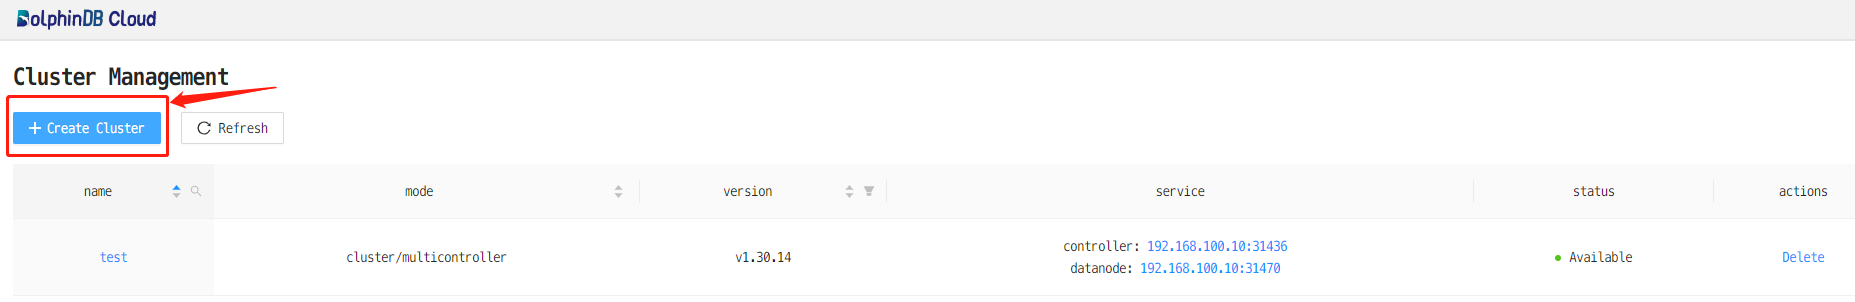 DolphinDB Cloud
Cluster Management
+ Create Cluster
Refresh
name mode version service status actions
test cluster/multicontroller v1.30.14 controller: 192.168.100.10:31436 Available Delete
datanode: 192.168.100.10:31470